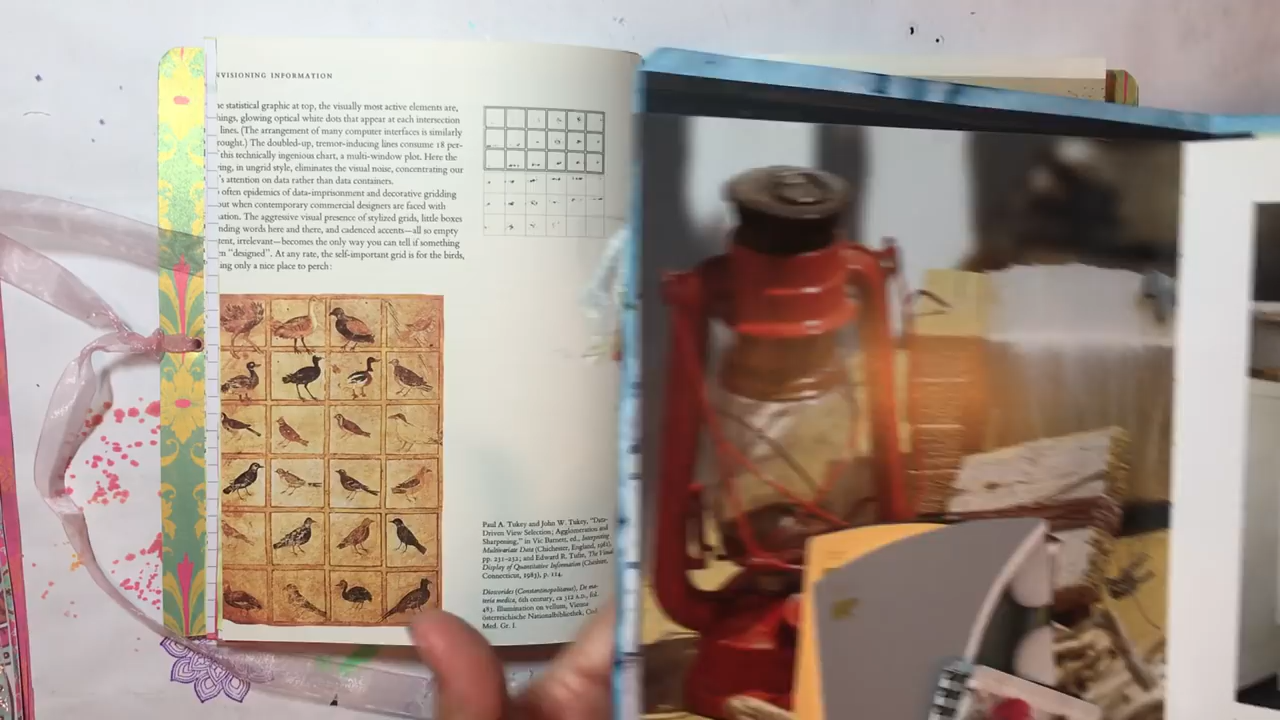 NVISIONING INFORMATION
he statistical graphic at top, the visually most active elements are,
hings, glowing optical white dots that appear at each intersection
lines. (The arrangement of many computer interfaces is similarly
rought.) The doubled-up, tremor-inducing lines consume 18 per-
this technically ingenious chart, a multi-window plot. Here the
ing, in ungrid style, eliminates the visual noise, concentrating our
's attention on data rather than data containers.
often epidemics of data-imprisonment and decorative gridding
out when contemporary commercial designers are faced with
ation. The aggressive visual presence of stylized grids, little boxes
nding words here and there, and cadenced accents—all so empty
tent, irrelevant—becomes the only way you can tell if something
n "designed". At any rate, the self-important grid is for the birds,
ing only a nice place to perch:
Paul A. Tukey and John W. Tukey, "Data-
Driven View Selection; Agglomeration and
Sharpening," in Vic Barnett, ed., Interpreting
Multivariate Data (Chichester, England, 1982),
pp. 231-232; and Edward R. Tufte, The Visual
Display of Quantitative Information (Cheshire,
Connecticut, 1983), p. 114.
Dioscorides (Constantinopolitanus), De ma-
teria medica, 6th century, ca 512 A.D., fol.
483. Illumination on vellum, Vienna
österreichische Nationalbibliothek, Cod.
Med. Gr. 1.